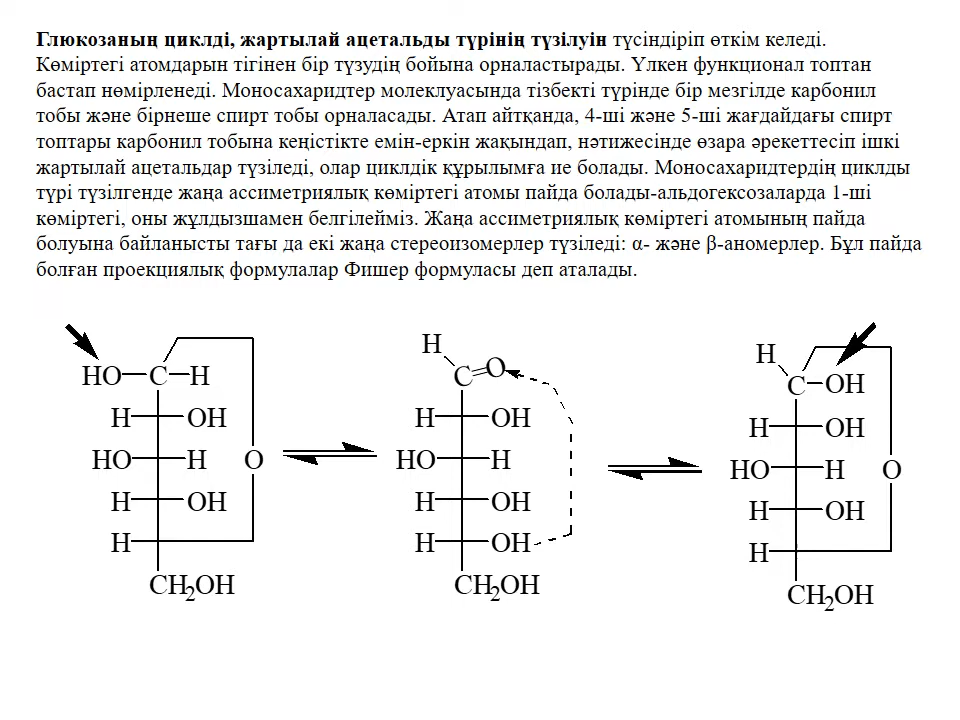 Глюкозаның циклді, жартылай ацетальды түрінің түзілуін түсіндіріп өткім келеді.
Көміртегі атомдарын тігінен бір түзудің бойына орналастырады. Үлкен функционал топтан
бастап нөмірленеді. Моносахаридтер молеклуасында тізбекті түрінде бір мезгілде карбонил
тобы және бірнеше спирт тобы орналасады. Атап айтқанда, 4-ші және 5-ші жағдайдағы спирт
топтары карбонил тобына кеңістікте емін-еркін жақындап, нәтижесінде өзара әрекеттесіп ішкі
жартылай ацетальдар түзіледі, олар циклдік құрылымға ие болады. Моносахаридтердің циклды
түрі түзілгенде жаңа ассиметриялық көміртегі атомы пайда болады-альдогексозаларда 1-ші
көміртегі, оны жұлдызшамен белгілейміз. Жаңа ассиметриялық көміртегі атомының пайда
болуына байланысты тағы да екі жаңа стереоизомерлер түзіледі: α- және β-аномерлер. Бұл пайда
болған проекциялық формулалар Фишер формуласы деп аталады.
HO C H
H OH
HO H O
H OH
H
CH2OH
H
C O
H OH
HO H
H OH
H OH
CH2OH
H
C OH
H OH
HO H O
H OH
H
CH2OH